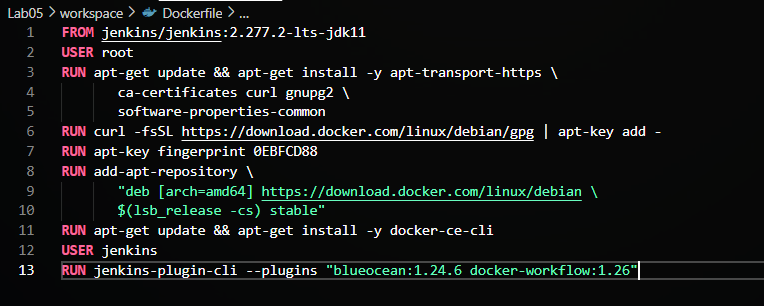 Lab05 > workspace > Dockerfile > ...
1 FROM jenkins/jenkins:2.277.2-lts-jdk11
2 USER root
3 RUN apt-get update && apt-get install -y apt-transport-https \
4 ca-certificates curl gnupg2 \
5 software-properties-common
6 RUN curl -fsSL https://download.docker.com/linux/debian/gpg | apt-key add -
7 RUN apt-key fingerprint 0EBFCD88
8 RUN add-apt-repository \
9 "deb [arch=amd64] https://download.docker.com/linux/debian \
10 $(lsb_release -cs) stable"
11 RUN apt-get update && apt-get install -y docker-ce-cli
12 USER jenkins
13 RUN jenkins-plugin-cli --plugins "blueocean:1.24.6 docker-workflow:1.26"